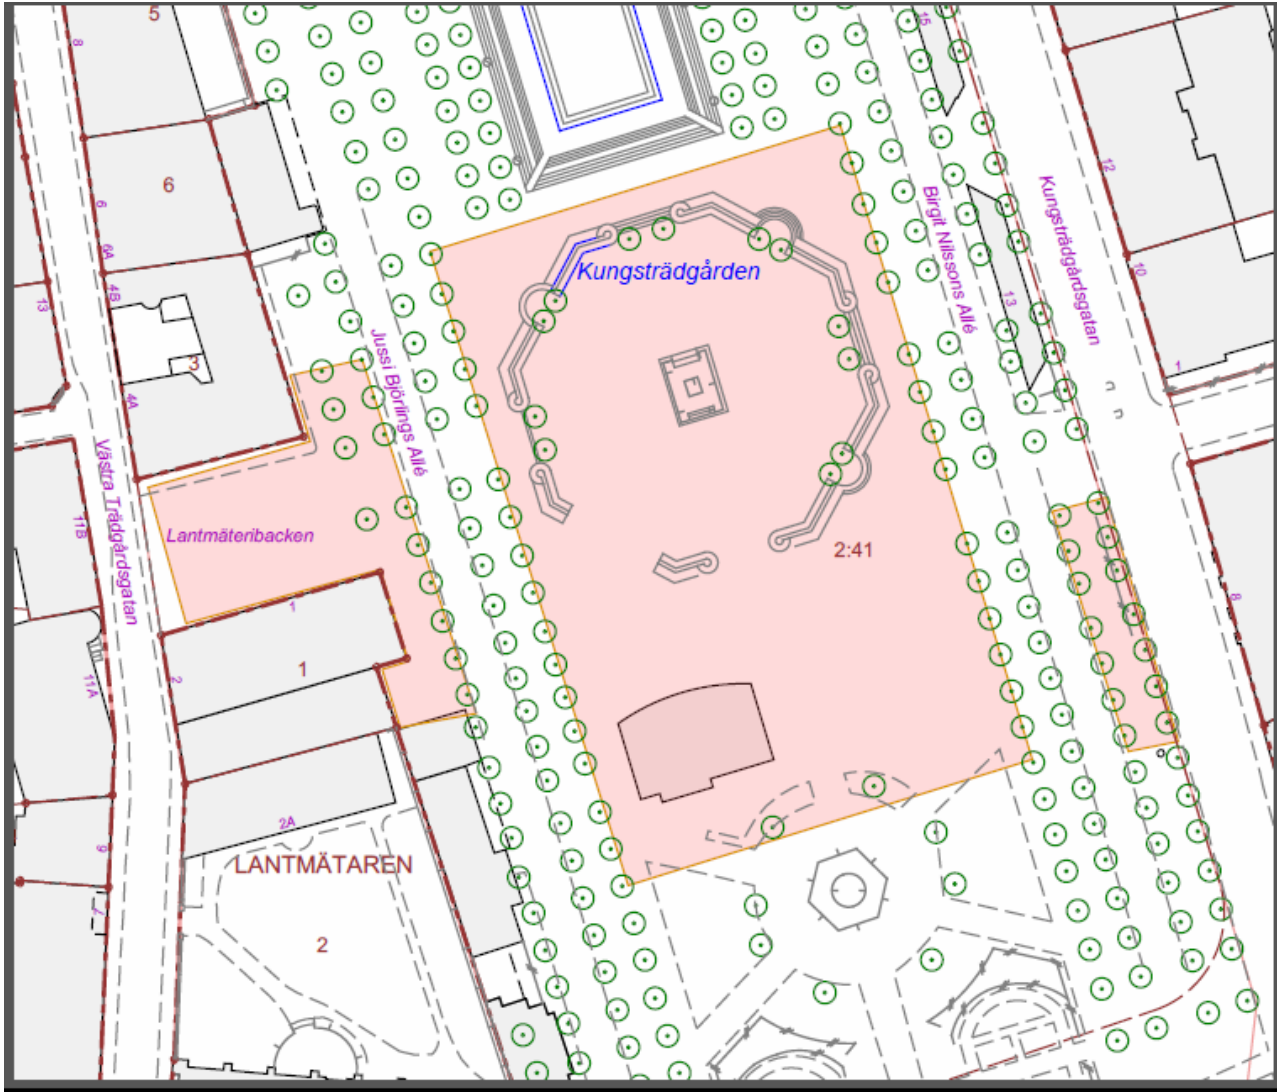 5
15
8
12
6
6
Kungsträdgårdsgatan
Birgit Nilssons Allé
6A
Kungsträdgården
10
4B
13
13
Jussi Björlings Allé
3
1
4A
Västra Trädgårdsgatan
11B
Lantmäteribacken
2:41
1
8
1
11A
2
2A
9
LANTMÄTAREN
7
2